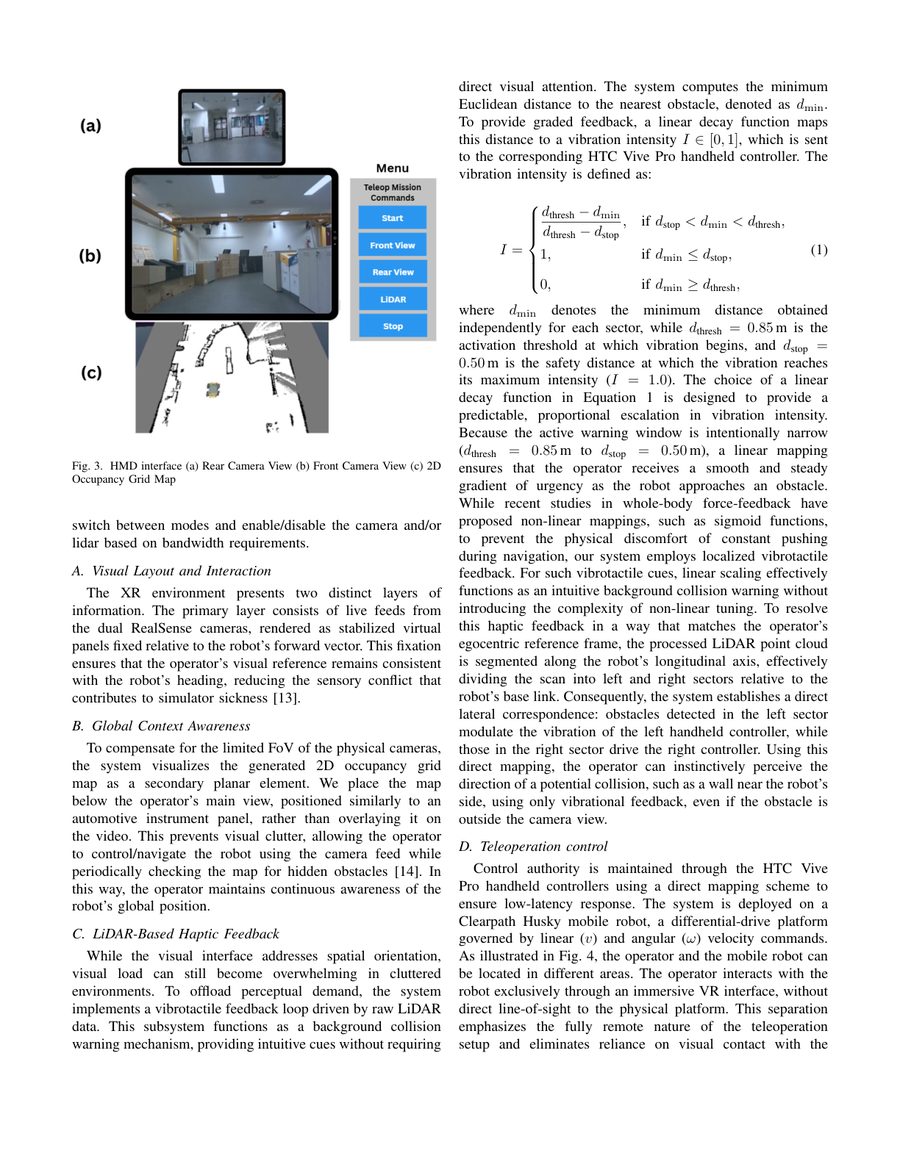 (a)
(b)
(c)
Menu
Teleop Mission
Commands
Start
Front View
Rear View
LiDAR
Stop
Fig. 3. HMD interface (a) Rear Camera View (b) Front Camera View (c) 2D
Occupancy Grid Map
switch between modes and enable/disable the camera and/or
lidar based on bandwidth requirements.
A. Visual Layout and Interaction
The XR environment presents two distinct layers of
information. The primary layer consists of live feeds from
the dual RealSense cameras, rendered as stabilized virtual
panels fixed relative to the robot's forward vector. This fixation
ensures that the operator's visual reference remains consistent
with the robot's heading, reducing the sensory conflict that
contributes to simulator sickness [13].
B. Global Context Awareness
To compensate for the limited FoV of the physical cameras,
the system visualizes the generated 2D occupancy grid
map as a secondary planar element. We place the map
below the operator's main view, positioned similarly to an
automotive instrument panel, rather than overlaying it on
the video. This prevents visual clutter, allowing the operator
to control/navigate the robot using the camera feed while
periodically checking the map for hidden obstacles [14]. In
this way, the operator maintains continuous awareness of the
robot's global position.
C. LiDAR-Based Haptic Feedback
While the visual interface addresses spatial orientation,
visual load can still become overwhelming in cluttered
environments. To offload perceptual demand, the system
implements a vibrotactile feedback loop driven by raw LiDAR
data. This subsystem functions as a background collision
warning mechanism, providing intuitive cues without requiring
direct visual attention. The system computes the minimum
Euclidean distance to the nearest obstacle, denoted as d_min.
To provide graded feedback, a linear decay function maps
this distance to a vibration intensity I ∈ [0, 1], which is sent
to the corresponding HTC Vive Pro handheld controller. The
vibration intensity is defined as:
I = { (d_thresh − d_min) / (d_thresh − d_stop), if d_stop < d_min < d_thresh,
1, if d_min ≤ d_stop, (1)
0, if d_min ≥ d_thresh,
where d_min denotes the minimum distance obtained
independently for each sector, while d_thresh = 0.85 m is the
activation threshold at which vibration begins, and d_stop =
0.50 m is the safety distance at which the vibration reaches
its maximum intensity (I = 1.0). The choice of a linear
decay function in Equation 1 is designed to provide a
predictable, proportional escalation in vibration intensity.
Because the active warning window is intentionally narrow
(d_thresh = 0.85 m to d_stop = 0.50 m), a linear mapping
ensures that the operator receives a smooth and steady
gradient of urgency as the robot approaches an obstacle.
While recent studies in whole-body force-feedback have
proposed non-linear mappings, such as sigmoid functions,
to prevent the physical discomfort of constant pushing
during navigation, our system employs localized vibrotactile
feedback. For such vibrotactile cues, linear scaling effectively
functions as an intuitive background collision warning without
introducing the complexity of non-linear tuning. To resolve
this haptic feedback in a way that matches the operator's
egocentric reference frame, the processed LiDAR point cloud
is segmented along the robot's longitudinal axis, effectively
dividing the scan into left and right sectors relative to the
robot's base link. Consequently, the system establishes a direct
lateral correspondence: obstacles detected in the left sector
modulate the vibration of the left handheld controller, while
those in the right sector drive the right controller. Using this
direct mapping, the operator can instinctively perceive the
direction of a potential collision, such as a wall near the robot's
side, using only vibrational feedback, even if the obstacle is
outside the camera view.
D. Teleoperation control
Control authority is maintained through the HTC Vive
Pro handheld controllers using a direct mapping scheme to
ensure low-latency response. The system is deployed on a
Clearpath Husky mobile robot, a differential-drive platform
governed by linear (v) and angular (ω) velocity commands.
As illustrated in Fig. 4, the operator and the mobile robot can
be located in different areas. The operator interacts with the
robot exclusively through an immersive VR interface, without
direct line-of-sight to the physical platform. This separation
emphasizes the fully remote nature of the teleoperation
setup and eliminates reliance on visual contact with the